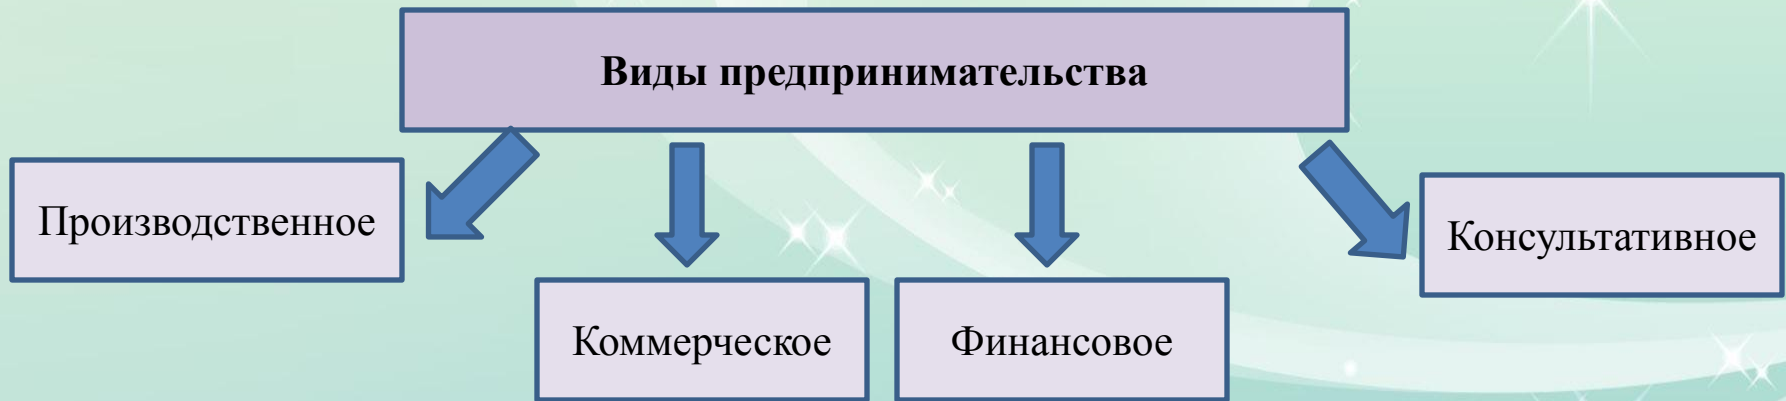 Виды предпринимательства
Производственное
Коммерческое
Финансовое
Консультативное